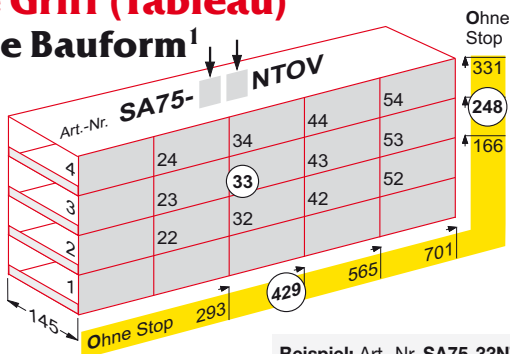 Griff (Tableau)
e Bauform¹
Ohne
Stop
331
248
166
Art.-Nr. SA75- NTOV
4
3
2
1
24
34
44
54
23
33
43
53
22
32
42
52
145
Ohne Stop 293 429 565 701
Beispiel: Art.-Nr. SA75-22N